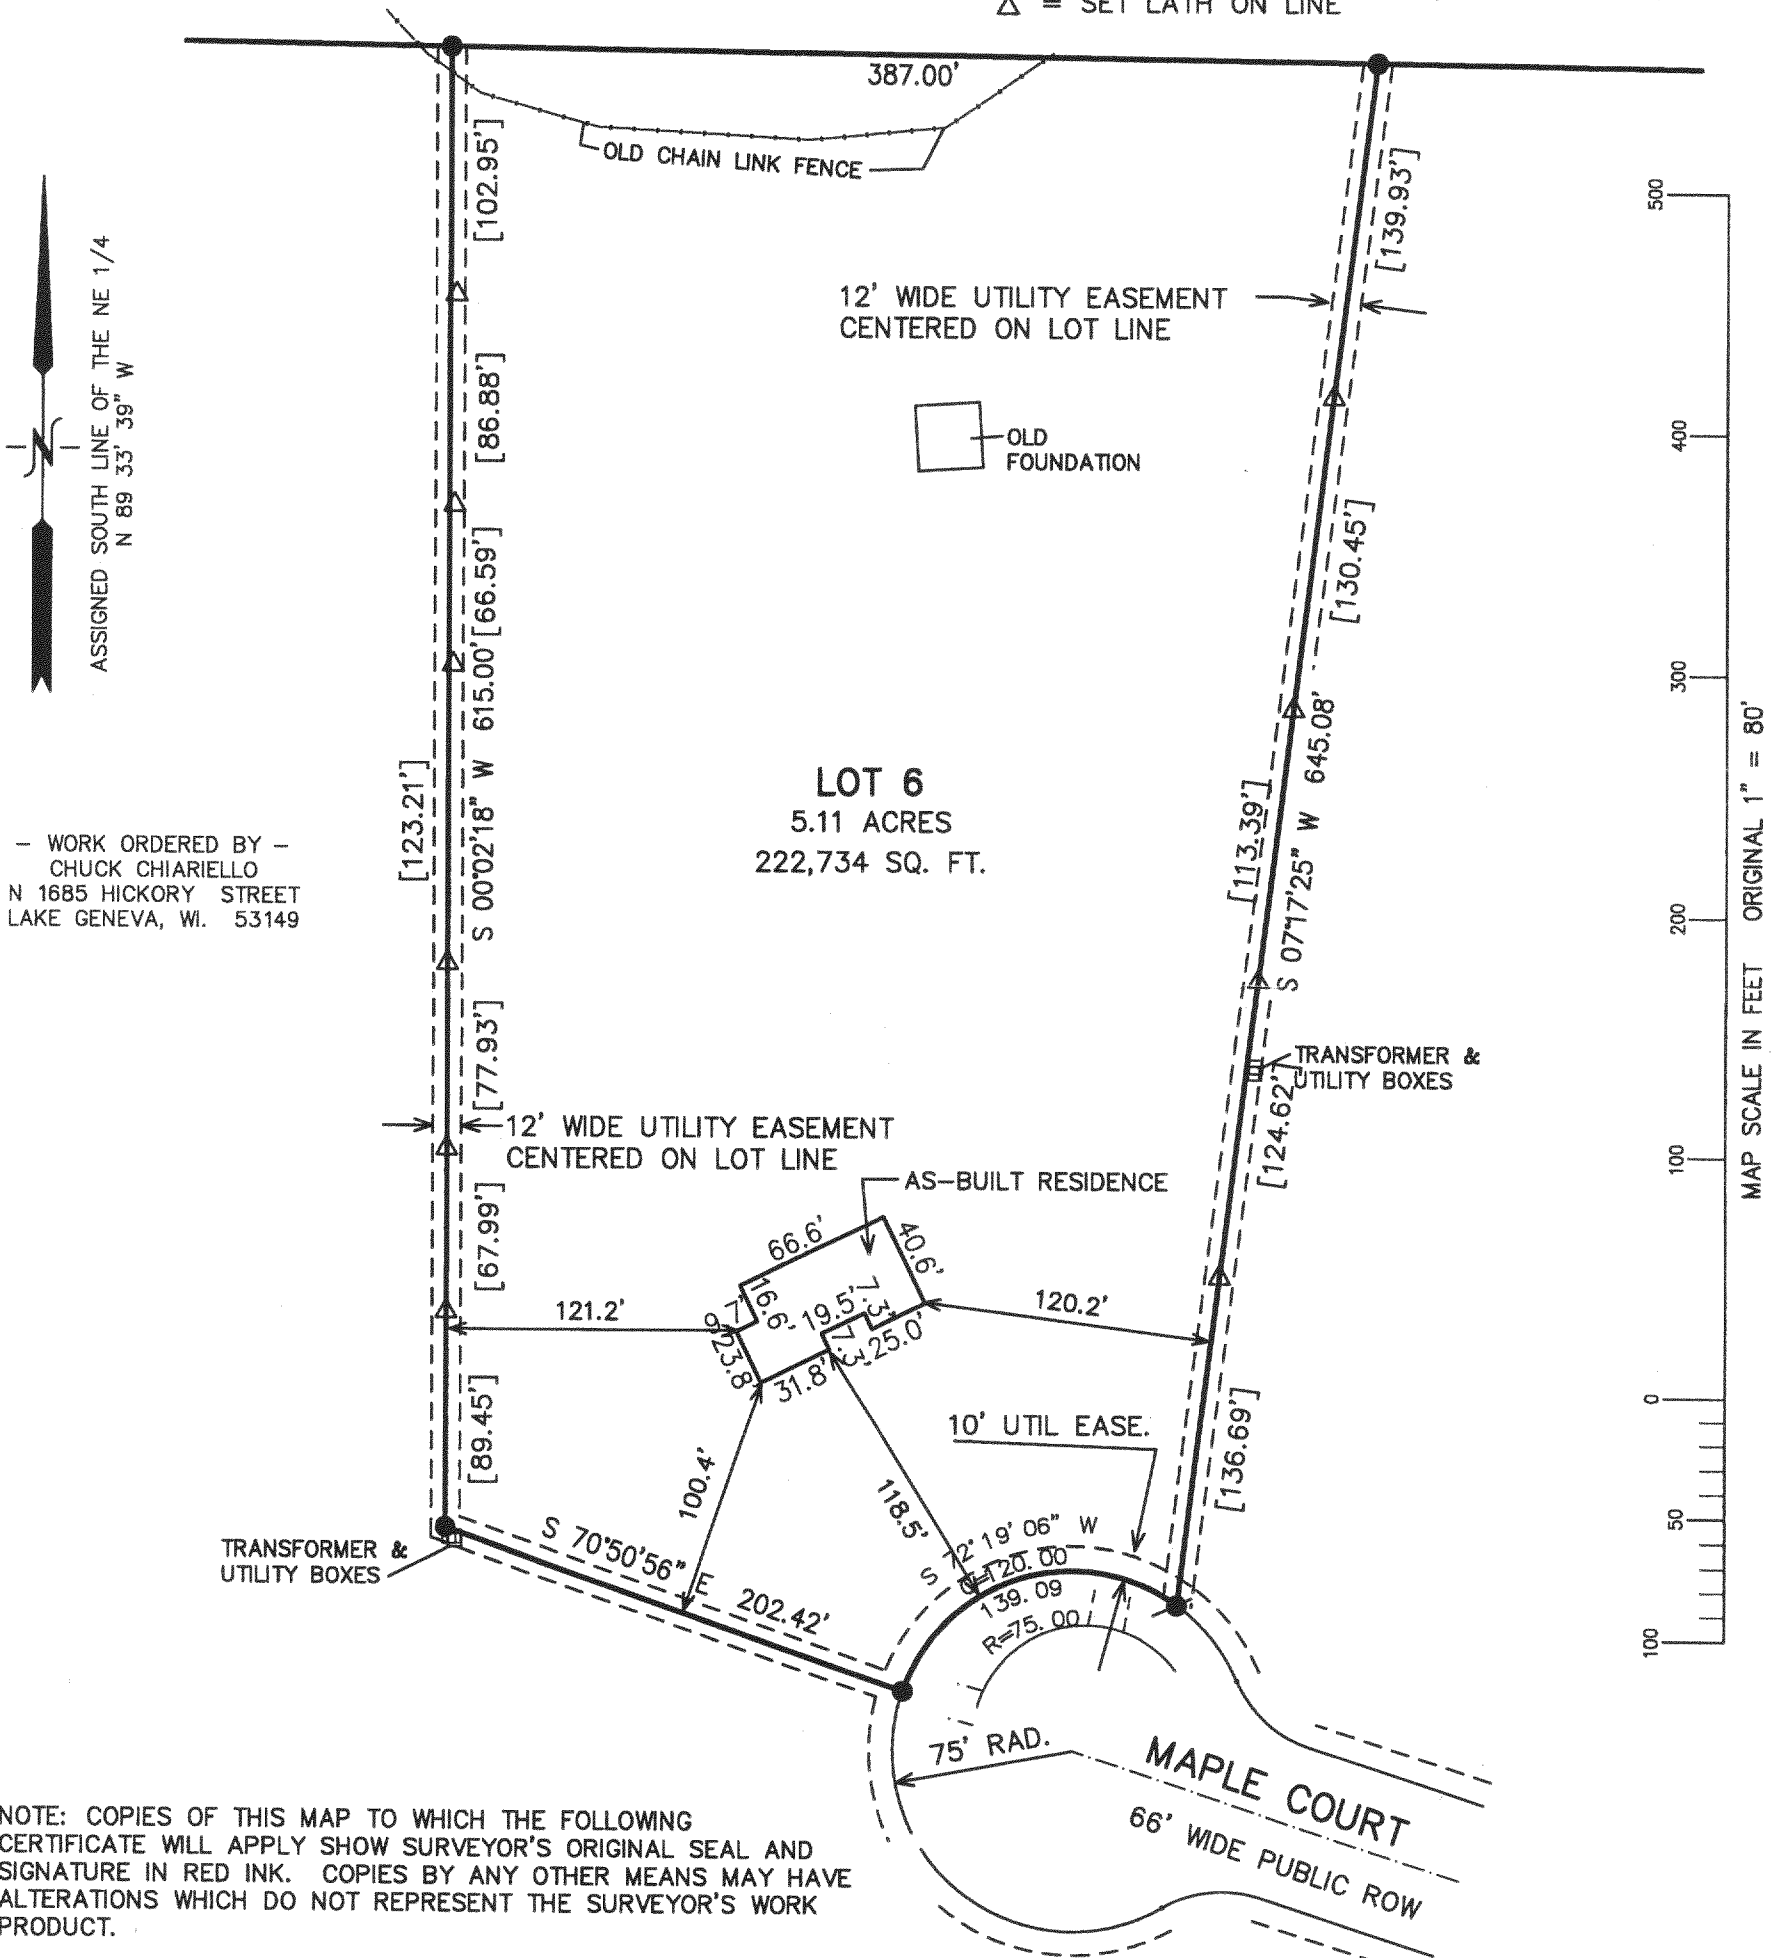 △ = SET LATH ON LINE
387.00'
OLD CHAIN LINK FENCE
[102.95']
[139.93']
12' WIDE UTILITY EASEMENT
CENTERED ON LOT LINE
ASSIGNED SOUTH LINE OF THE NE 1/4
N 89 33' 39" W
N
[86.88']
OLD
FOUNDATION
[130.45']
[66.59']
S 00°02'18" W 615.00'
[123.21']
LOT 6
5.11 ACRES
222,734 SQ. FT.
[113.39']
S 07°17'25" W 645.08'
- WORK ORDERED BY -
CHUCK CHIARIELLO
N 1685 HICKORY STREET
LAKE GENEVA, WI. 53149
[77.93']
TRANSFORMER &
UTILITY BOXES
[124.62']
12' WIDE UTILITY EASEMENT
CENTERED ON LOT LINE
AS-BUILT RESIDENCE
[67.99']
66.6'
40.6'
121.2'
9.7'
16.6'
19.5'
7.3'
120.2'
23.8'
31.8'
7.3'
25.0'
[89.45']
100.4'
118.5'
10' UTIL EASE.
[136.69']
TRANSFORMER &
UTILITY BOXES
S 70°50'56" E 202.42'
S 72° 19' 06" W
C=120.00
139.09
R=75.00
75' RAD.
MAPLE COURT
66' WIDE PUBLIC ROW
500
400
300
200
100
0
50
100
MAP SCALE IN FEET ORIGINAL 1" = 80'
NOTE: COPIES OF THIS MAP TO WHICH THE FOLLOWING
CERTIFICATE WILL APPLY SHOW SURVEYOR'S ORIGINAL SEAL AND
SIGNATURE IN RED INK. COPIES BY ANY OTHER MEANS MAY HAVE
ALTERATIONS WHICH DO NOT REPRESENT THE SURVEYOR'S WORK
PRODUCT.